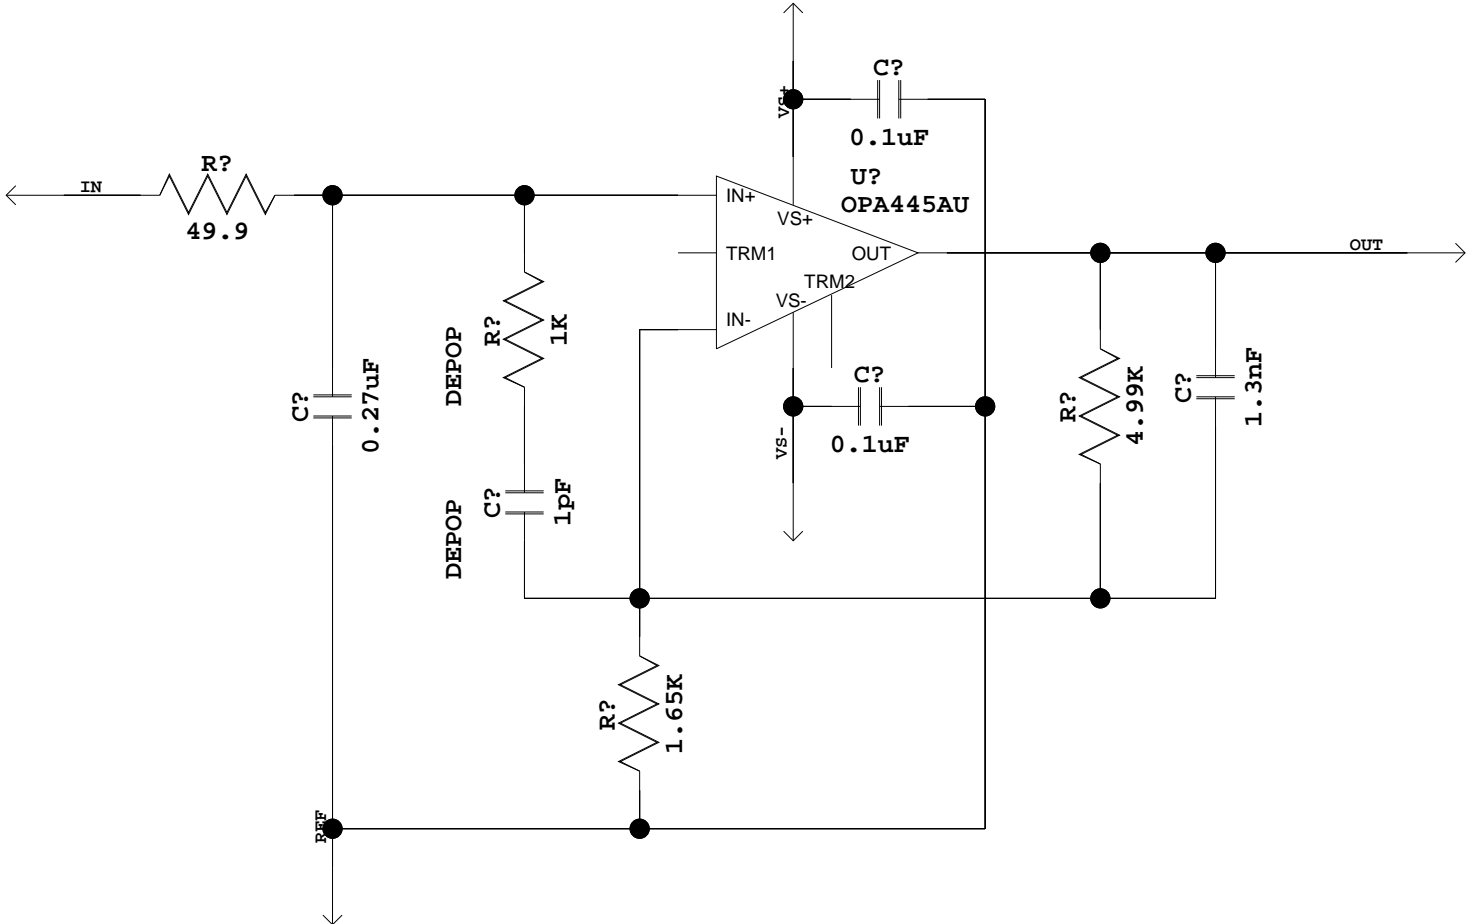 C?
vs+
0.1uF
R?
IN
49.9
U?
OPA445AU
IN+
VS+
TRM1
OUT
TRM2
VS-
IN-
OUT
DEPOP
R?
1K
C?
0.27uF
C?
0.1uF
vs-
R?
4.99K
C?
1.3nF
DEPOP
C?
1pF
R?
1.65K
REF